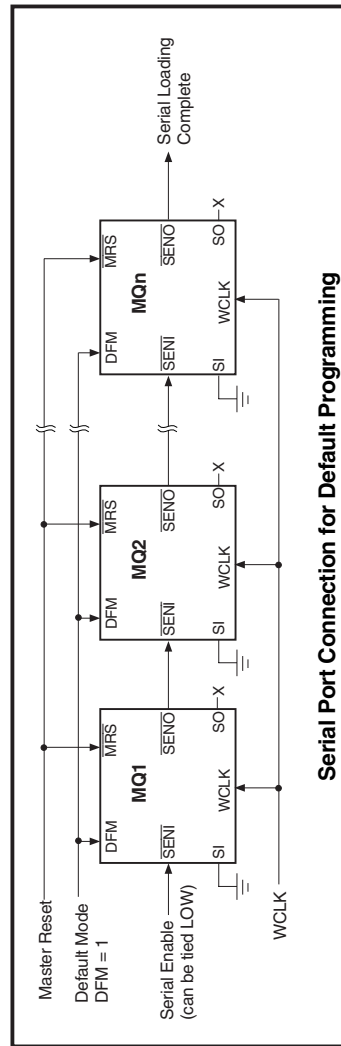 Master Reset
Default Mode
DFM = 1
DFM
MRS
DFM
MRS
DFM
MRS
MQ1
MQ2
MQn
Serial Enable
(can be tied LOW)
SENI
SENO
SENI
SENO
SENI
SENO
Serial Loading
Complete
SI
WCLK
SO
X
SI
WCLK
SO
X
SI
WCLK
SO
X
WCLK
Serial Port Connection for Default Programming